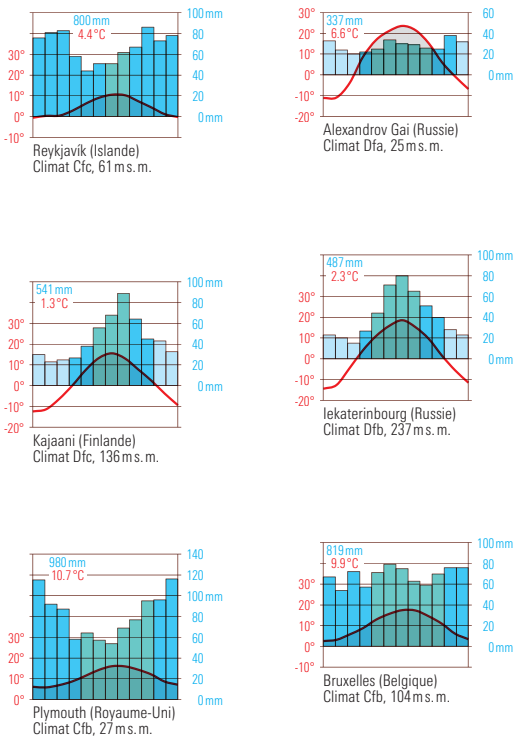 800 mm
4.4 °C
100 mm
80
60
40
20
0 mm
30°
20°
10°
0°
-10°
Reykjavík (Islande)
Climat Cfc, 61 m s. m.
337 mm
6.6 °C
60
40
20
0 mm
30°
20°
10°
0°
-10°
-20°
Alexandrov Gai (Russie)
Climat Dfa, 25 m s. m.
541 mm
1.3 °C
100 mm
80
60
40
20
0 mm
30°
20°
10°
0°
-10°
-20°
Kajaani (Finlande)
Climat Dfc, 136 m s. m.
487 mm
2.3 °C
100 mm
80
60
40
20
0 mm
30°
20°
10°
0°
-10°
-20°
Iekaterinbourg (Russie)
Climat Dfb, 237 m s. m.
980 mm
10.7 °C
140
120
100 mm
80
60
40
20
0 mm
30°
20°
10°
0°
Plymouth (Royaume-Uni)
Climat Cfb, 27 m s. m.
819 mm
9.9 °C
100 mm
80
60
40
20
0 mm
30°
20°
10°
0°
-10°
Bruxelles (Belgique)
Climat Cfb, 104 m s. m.